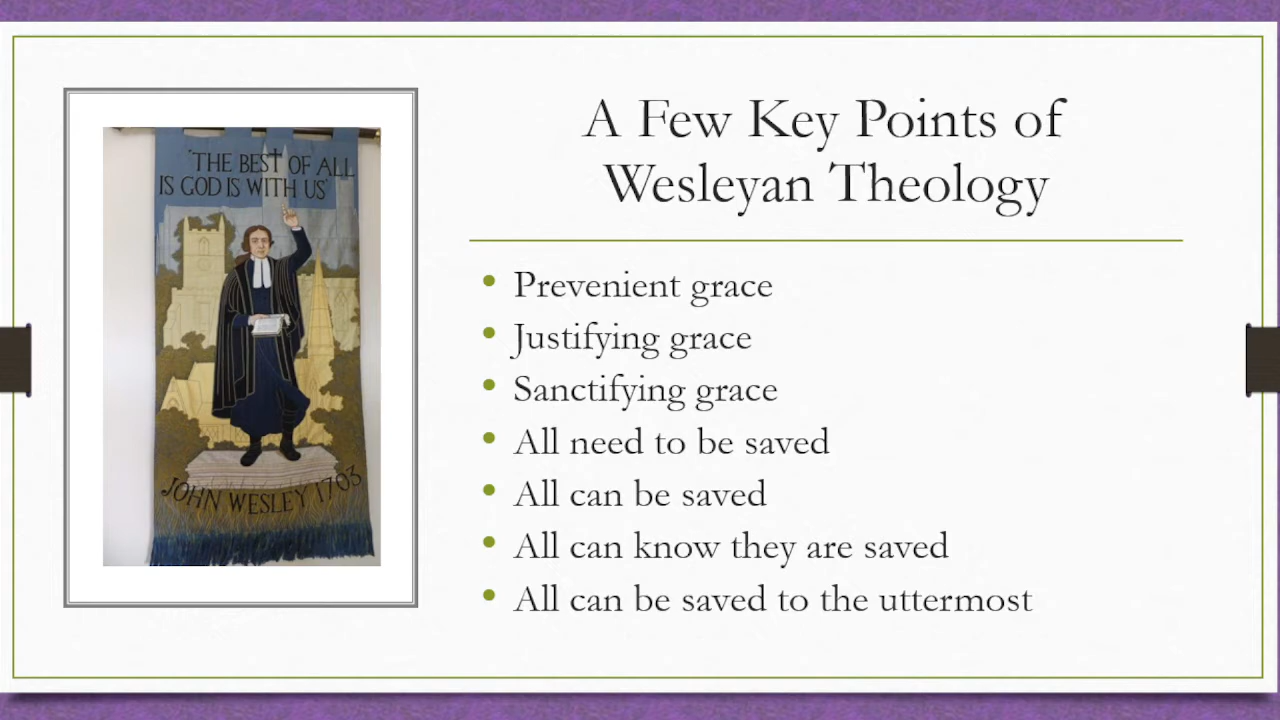 "THE BEST OF ALL
IS GOD IS WITH US"
JOHN WESLEY 1703
A Few Key Points of
Wesleyan Theology
• Prevenient grace
• Justifying grace
• Sanctifying grace
• All need to be saved
• All can be saved
• All can know they are saved
• All can be saved to the uttermost